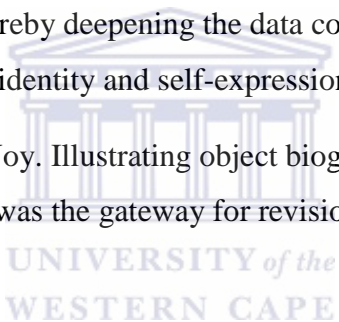 reby deepening the data co
identity and self-expression
oy. Illustrating object biog
was the gateway for revisio
UNIVERSITY of the
WESTERN CAPE